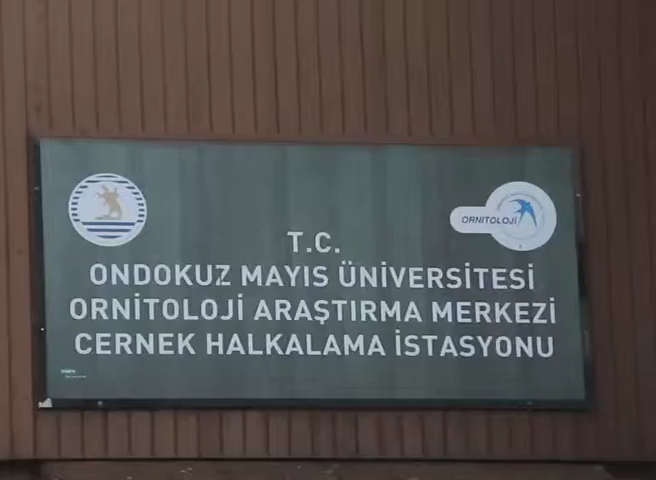 ORNITOLOJI
T.C.
ONDOKUZ MAYIS ÜNİVERSİTESİ
ORNİTOLOJİ ARAŞTIRMA MERKEZİ
CERNEK HALKALAMA İSTASYONU